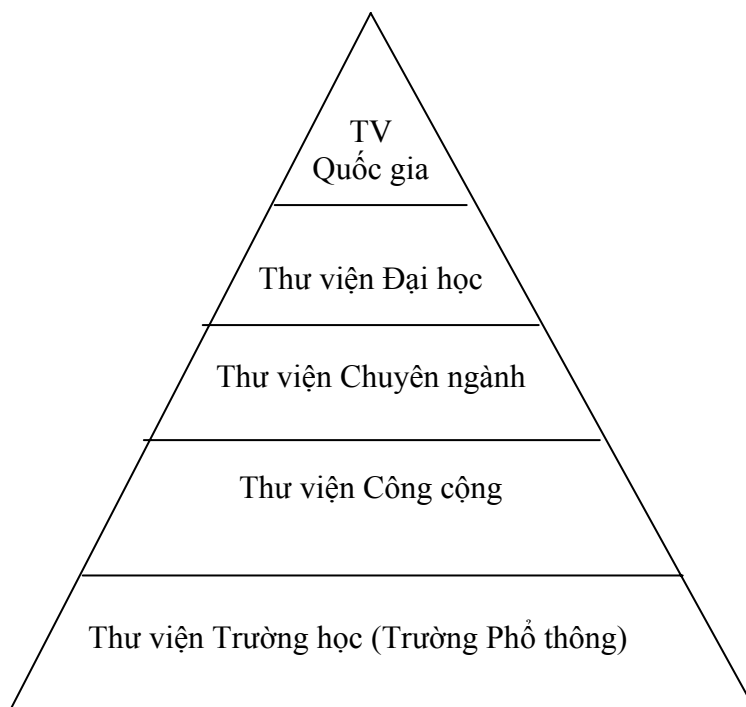 TV
Quốc gia
Thư viện Đại học
Thư viện Chuyên ngành
Thư viện Công cộng
Thư viện Trường học (Trường Phổ thông)